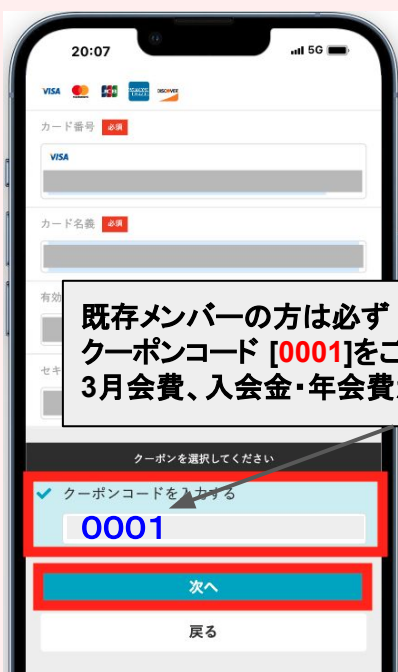 20:07
5G
VISA
JCB
DISCOVER
カード番号 必須
VISA
カード名義 必須
有効
セキ
既存メンバーの方は必ず
クーポンコード [0001]をご
3月会費、入会金・年会費
クーポンを選択してください
クーポンコードを入力する
0001
次へ
戻る